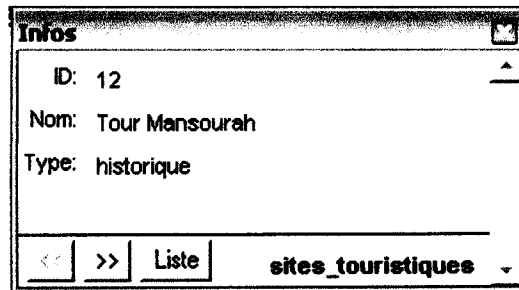 Infos
ID: 12
Nom: Tour Mansourah
Type: historique
<< >> Liste sites_touristiques